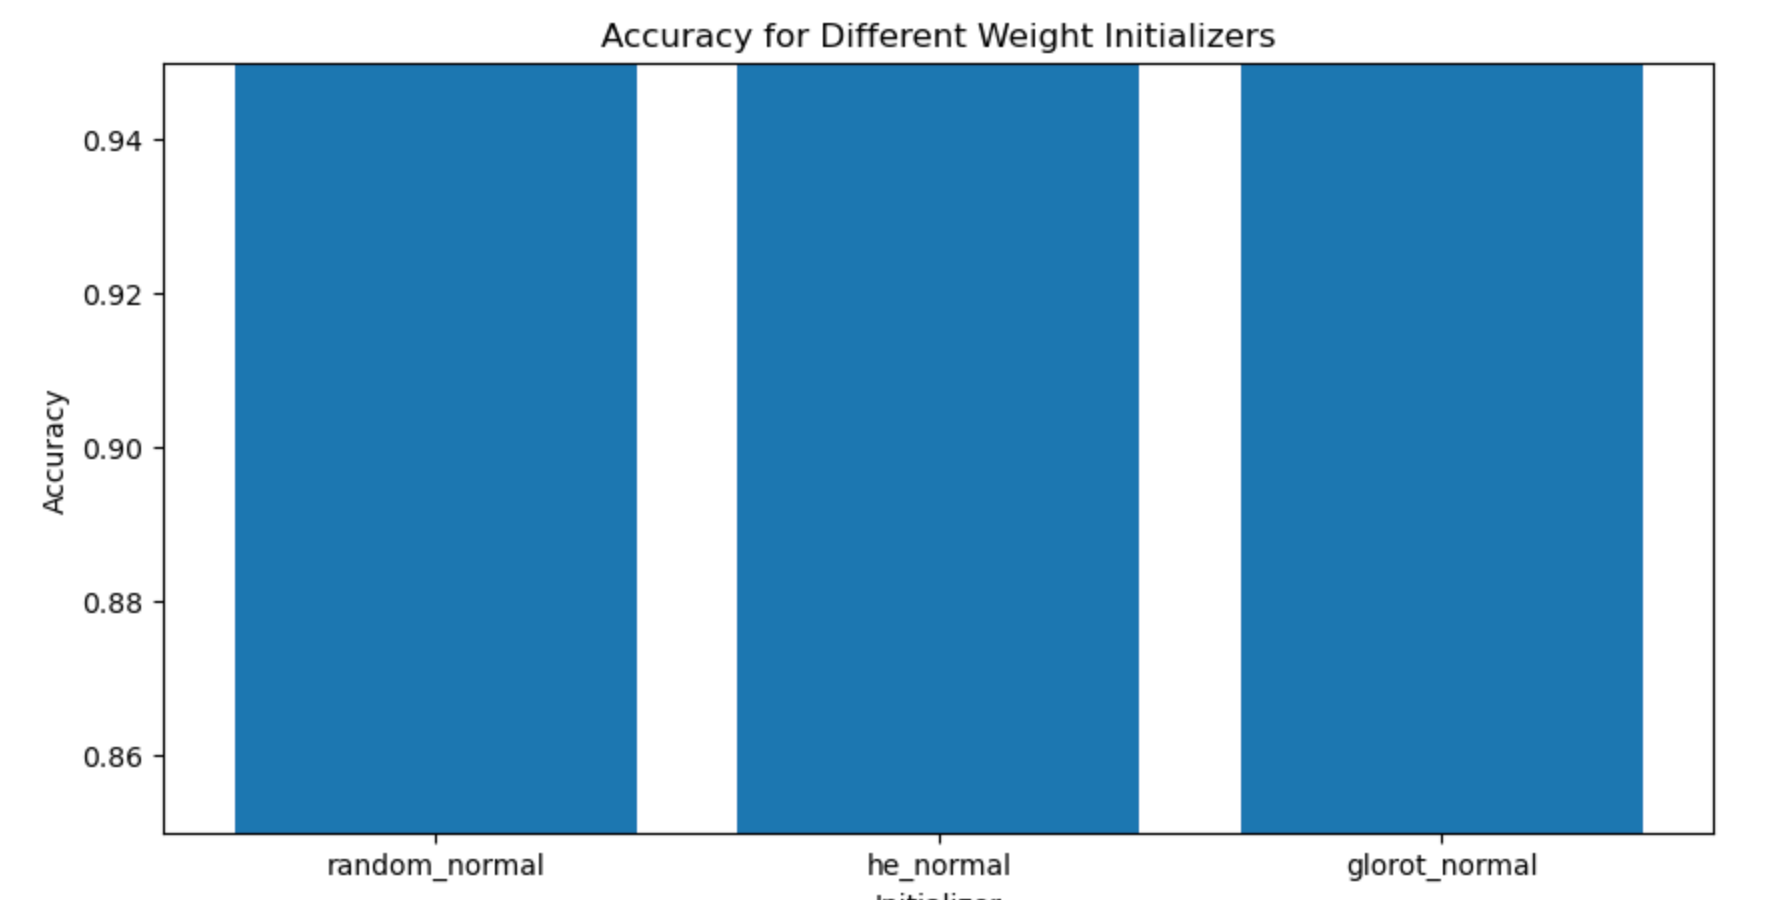 Accuracy for Different Weight Initializers
0.94
0.92
0.90
0.88
0.86
Accuracy
random_normal he_normal glorot_normal
Initializer